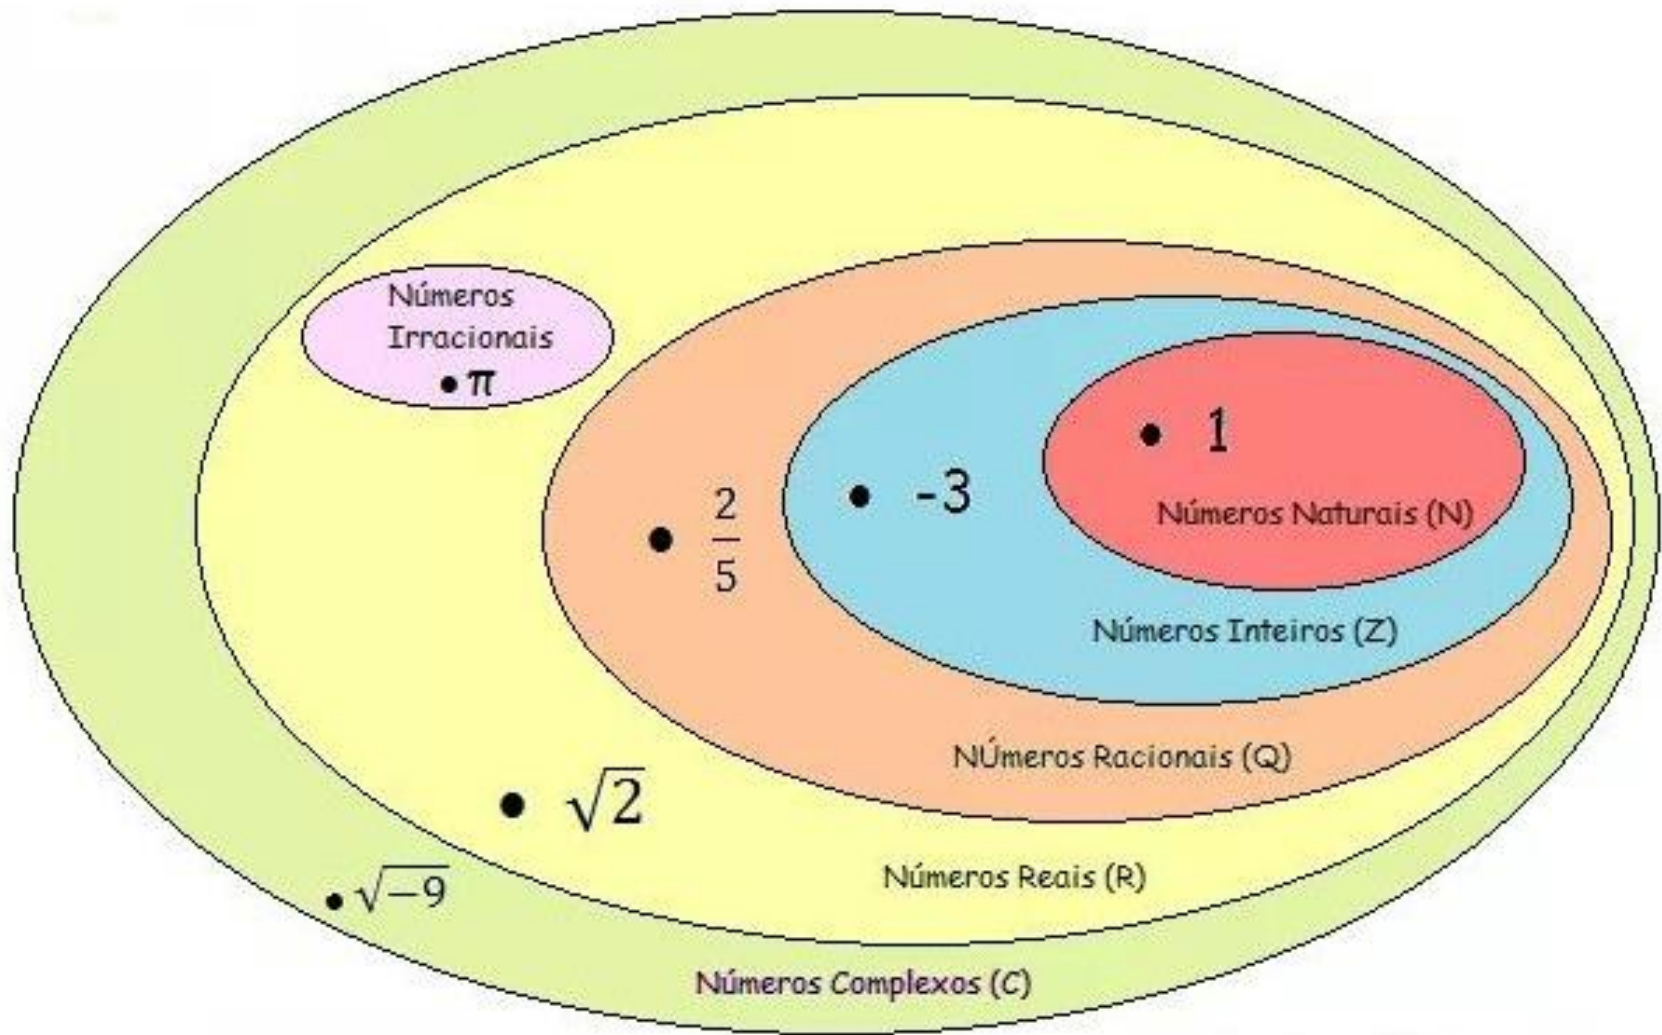 Números
Irracionais
π
1
Números Naturais (N)
-3
2
5
Números Inteiros (Z)
NÚmeros Racionais (Q)
√2
Números Reais (R)
√−9
Números Complexos (C)